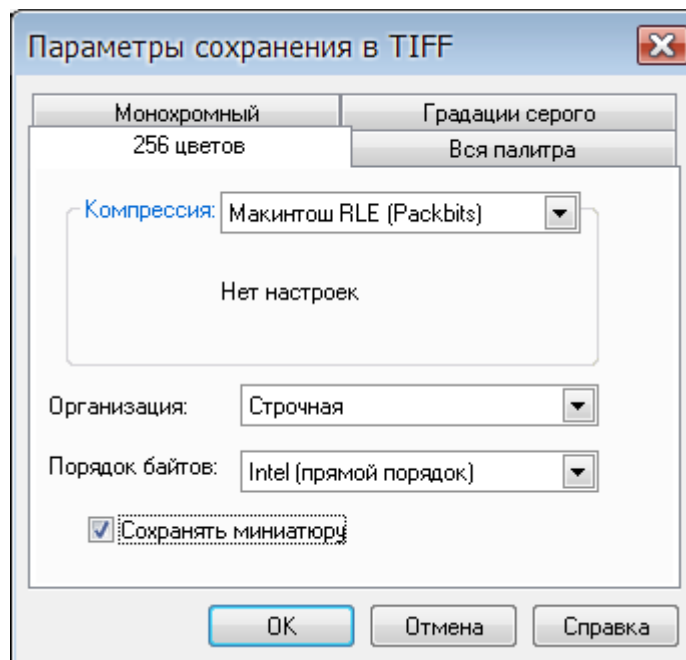 Параметры сохранения в TIFF
Монохромный Градации серого
256 цветов Вся палитра
Компрессия: Макинтош RLE (Packbits)
Нет настроек
Организация: Строчная
Порядок байтов: Intel (прямой порядок)
Сохранять миниатюру
OK Отмена Справка